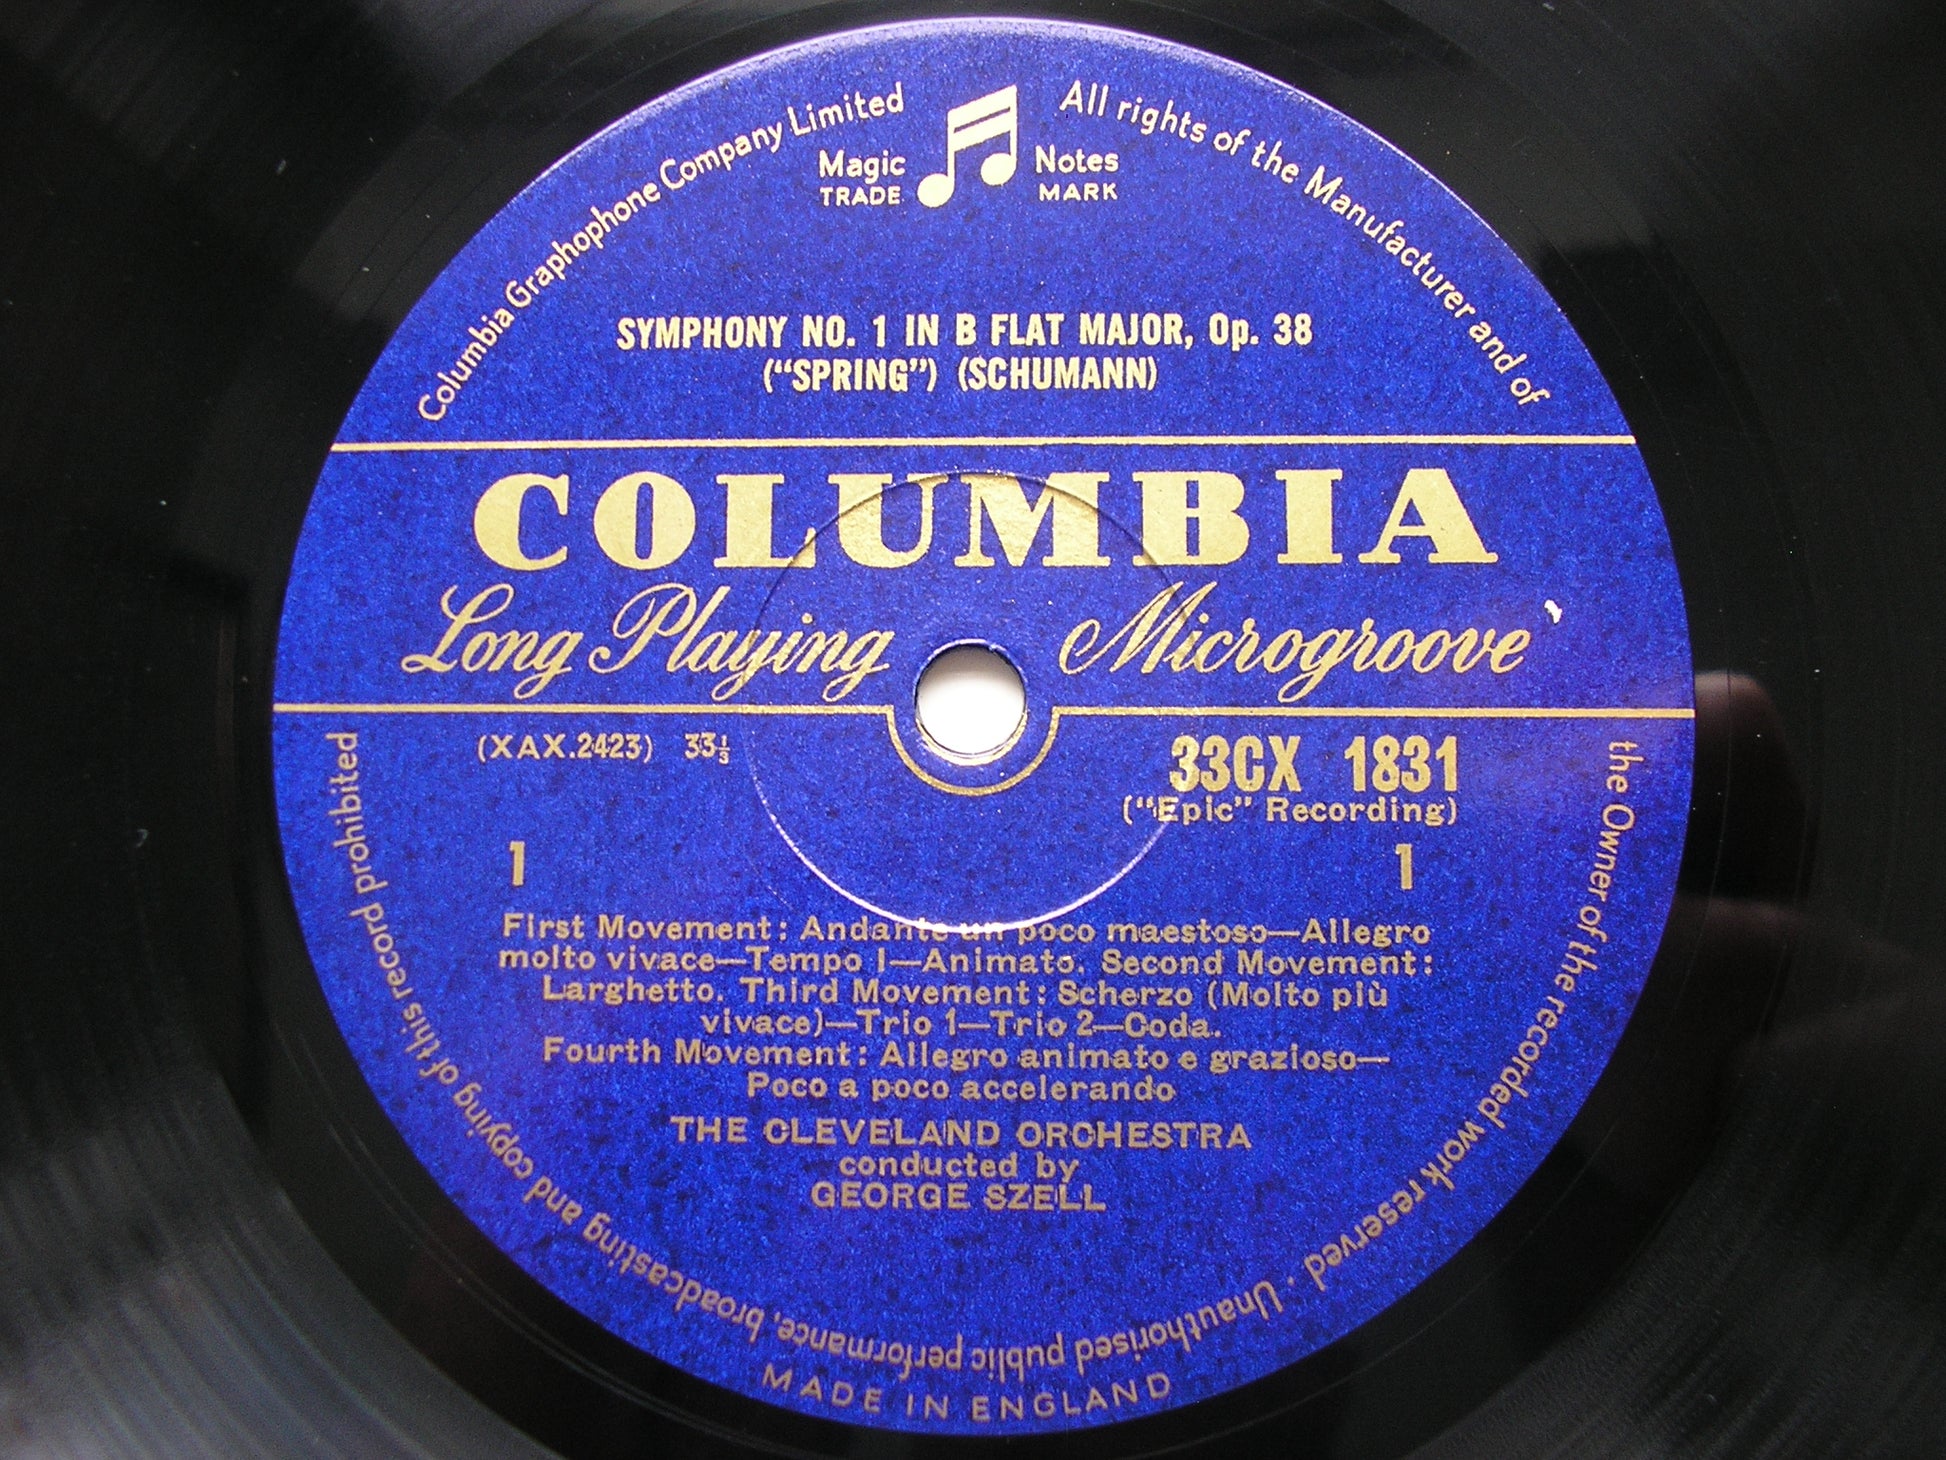 Columbia Graphophone Company Limited
Magic Notes
TRADE MARK
All rights of the Manufacturer and of the Owner of the recorded work reserved · Unauthorised public performance, broadcasting and copying of this record prohibited
SYMPHONY NO. 1 IN B FLAT MAJOR, Op. 38
("SPRING") (SCHUMANN)
COLUMBIA
Long Playing Microgroove
(XAX.2423) 33⅓
33CX 1831
("Epic" Recording)
1 1
First Movement: Andante un poco maestoso—Allegro
molto vivace—Tempo I—Animato. Second Movement:
Larghetto. Third Movement: Scherzo (Molto più
vivace)—Trio 1—Trio 2—Coda.
Fourth Movement: Allegro animato e grazioso—
Poco a poco accelerando
THE CLEVELAND ORCHESTRA
conducted by
GEORGE SZELL
MADE IN ENGLAND